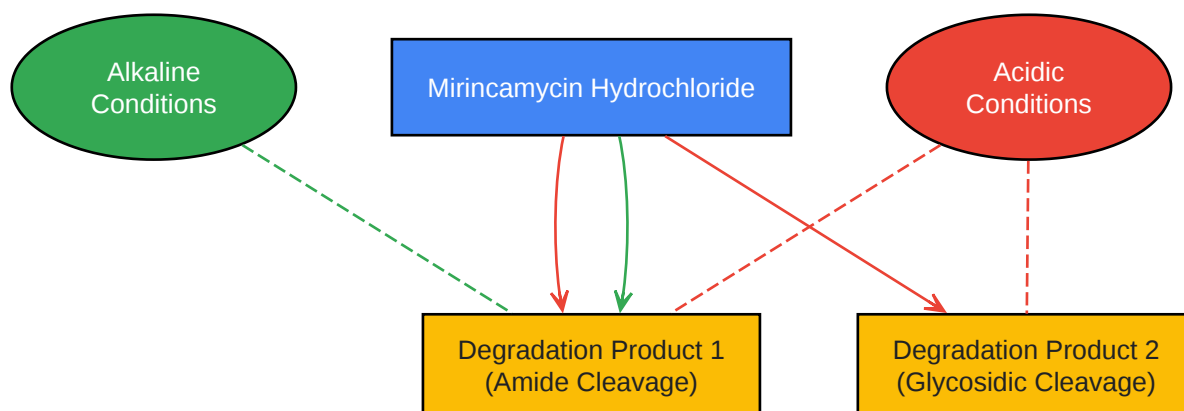 Alkaline
Conditions
Mirincamycin Hydrochloride
Acidic
Conditions
Degradation Product 1
(Amide Cleavage)
Degradation Product 2
(Glycosidic Cleavage)